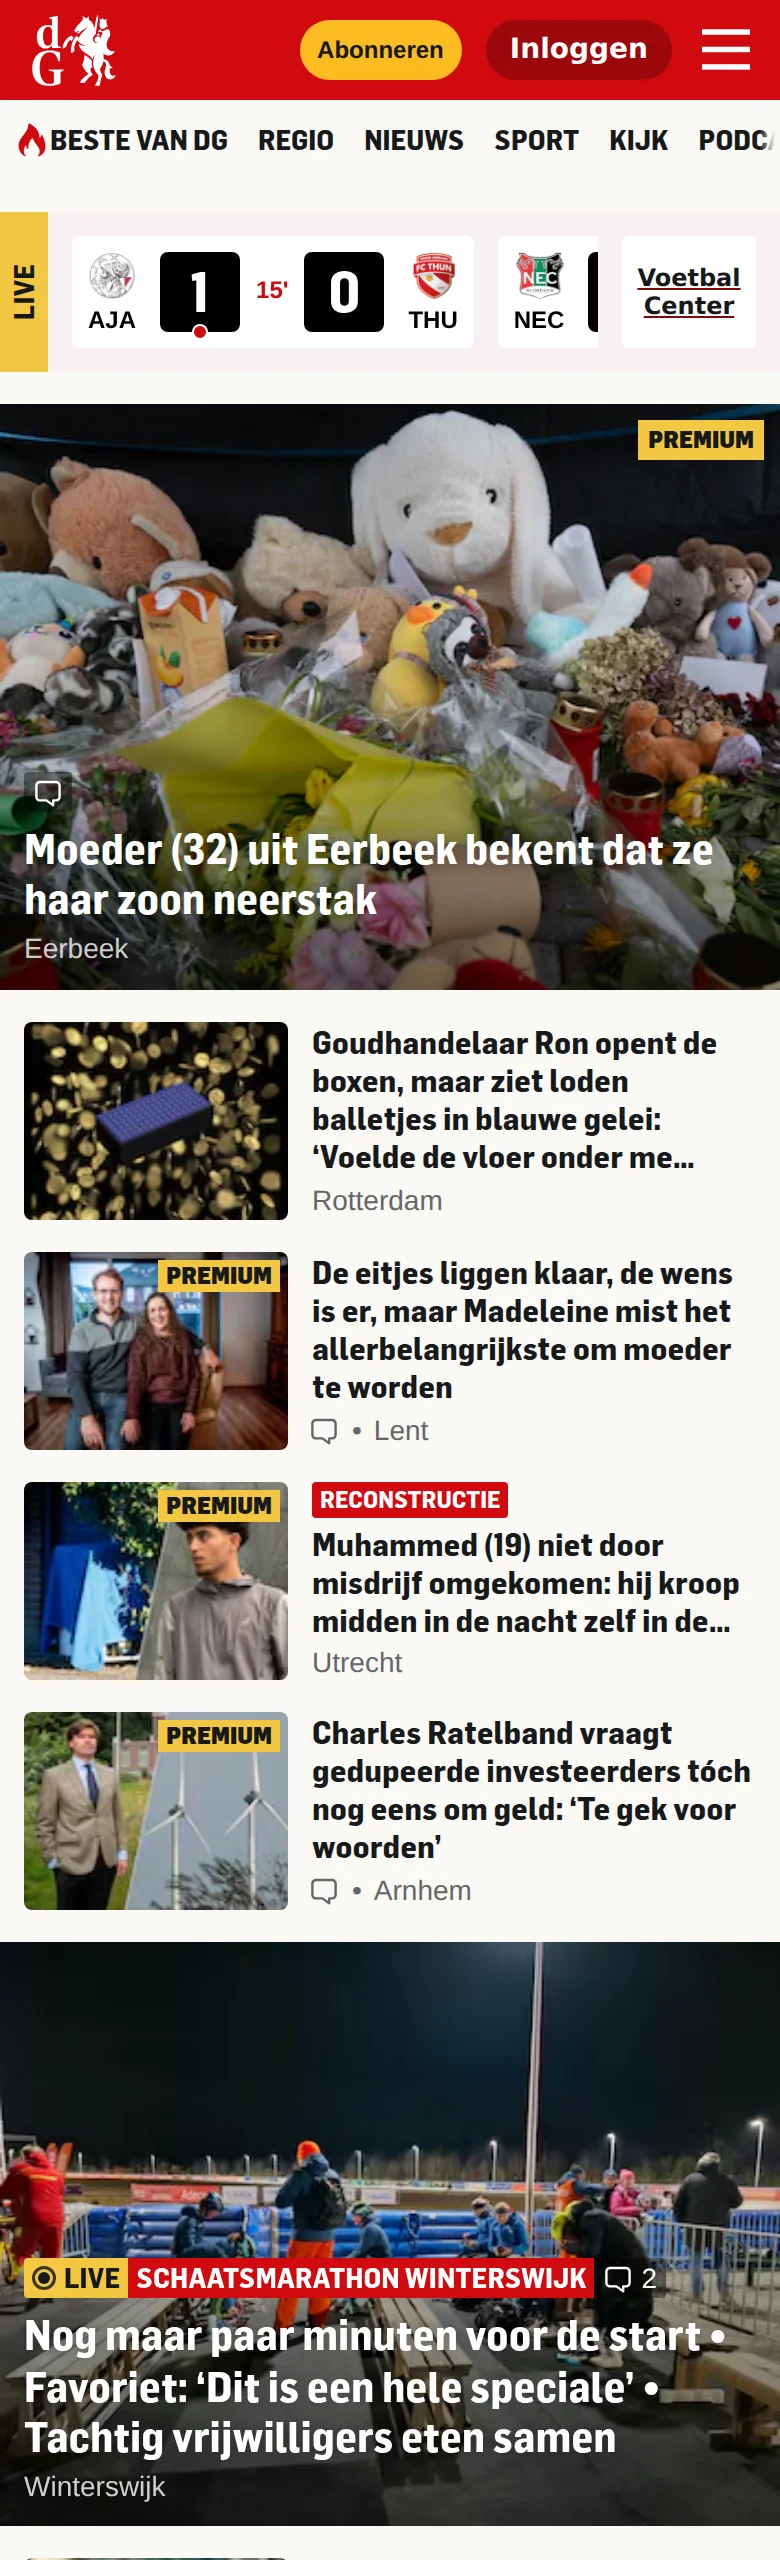 dG
Abonneren
Inloggen
BESTE VAN DG REGIO NIEUWS SPORT KIJK PODCA
LIVE
AJA
1
15'
0
FC THUN
THU
NEC
NEC
Voetbal
Center
PREMIUM
Moeder (32) uit Eerbeek bekent dat ze
haar zoon neerstak
Eerbeek
Goudhandelaar Ron opent de
boxen, maar ziet loden
balletjes in blauwe gelei:
‘Voelde de vloer onder me...
Rotterdam
PREMIUM
De eitjes liggen klaar, de wens
is er, maar Madeleine mist het
allerbelangrijkste om moeder
te worden
• Lent
PREMIUM
RECONSTRUCTIE
Muhammed (19) niet door
misdrijf omgekomen: hij kroop
midden in de nacht zelf in de...
Utrecht
PREMIUM
Charles Ratelband vraagt
gedupeerde investeerders tóch
nog eens om geld: ‘Te gek voor
woorden’
• Arnhem
LIVE SCHAATSMARATHON WINTERSWIJK 2
Nog maar paar minuten voor de start •
Favoriet: ‘Dit is een hele speciale’ •
Tachtig vrijwilligers eten samen
Winterswijk